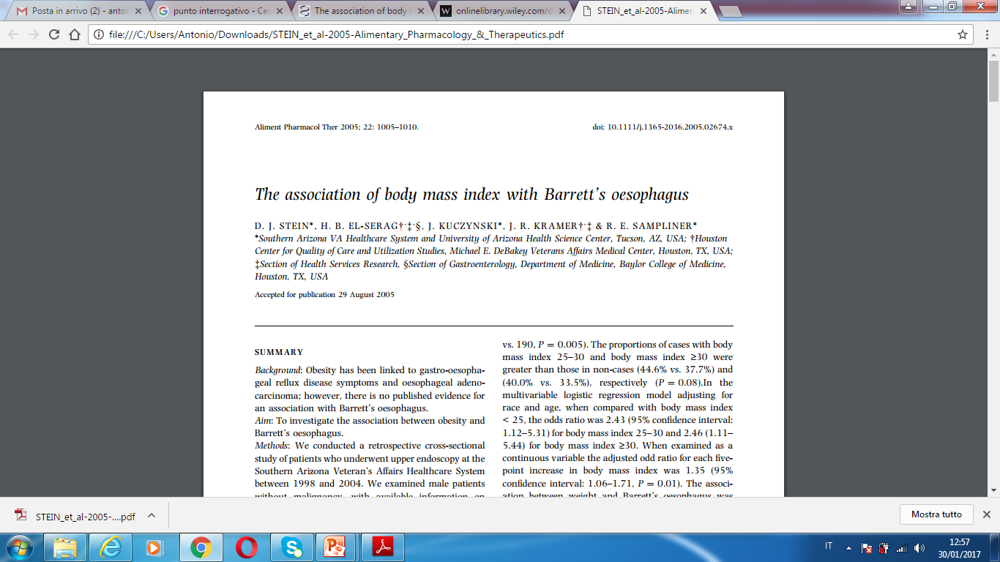 Posta in arrivo (2) - anton
punto interrogativo - Ce
The association of body
onlinelibrary.wiley.com/
STEIN_et_al-2005-Alimen
file:///C:/Users/Antonio/Downloads/STEIN_et_al-2005-Alimentary_Pharmacology_&_Therapeutics.pdf
Aliment Pharmacol Ther 2005; 22: 1005–1010.
doi: 10.1111/j.1365-2036.2005.02674.x
The association of body mass index with Barrett's oesophagus
D. J. STEIN*, H. B. EL-SERAG†·‡·§, J. KUCZYNSKI*, J. R. KRAMER†·‡ & R. E. SAMPLINER*
*Southern Arizona VA Healthcare System and University of Arizona Health Science Center, Tucson, AZ, USA; †Houston
Center for Quality of Care and Utilization Studies, Michael E. DeBakey Veterans Affairs Medical Center, Houston, TX, USA;
‡Section of Health Services Research, §Section of Gastroenterology, Department of Medicine, Baylor College of Medicine,
Houston, TX, USA
Accepted for publication 29 August 2005
SUMMARY
Background: Obesity has been linked to gastro-oesopha-
geal reflux disease symptoms and oesophageal adeno-
carcinoma; however, there is no published evidence for
an association with Barrett's oesophagus.
Aim: To investigate the association between obesity and
Barrett's oesophagus.
Methods: We conducted a retrospective cross-sectional
study of patients who underwent upper endoscopy at the
Southern Arizona Veteran's Affairs Healthcare System
between 1998 and 2004. We examined male patients
without malignancy, with available information on
vs. 190, P = 0.005). The proportions of cases with body
mass index 25–30 and body mass index ≥30 were
greater than those in non-cases (44.6% vs. 37.7%) and
(40.0% vs. 33.5%), respectively (P = 0.08).In the
multivariable logistic regression model adjusting for
race and age, when compared with body mass index
< 25, the odds ratio was 2.43 (95% confidence interval:
1.12–5.31) for body mass index 25–30 and 2.46 (1.11–
5.44) for body mass index ≥30. When examined as a
continuous variable the adjusted odd ratio for each five-
point increase in body mass index was 1.35 (95%
confidence interval: 1.06–1.71, P = 0.01). The associ-
ation between weight and Barrett's oesophagus was
STEIN_et_al-2005-....pdf
Mostra tutto
IT
12:57
30/01/2017